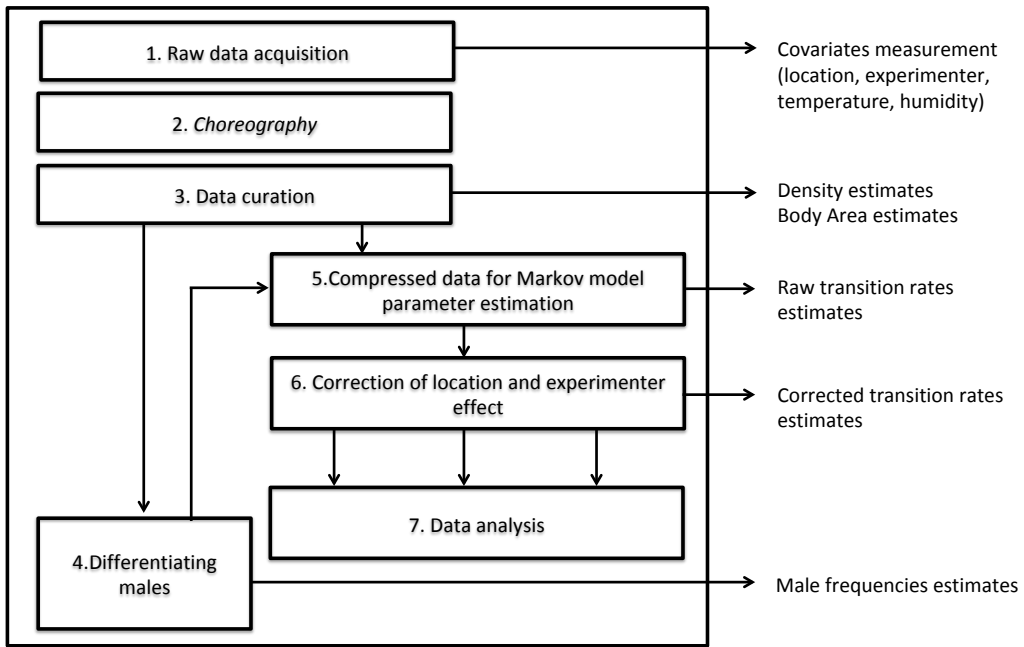 1. Raw data acquisition
Covariates measurement
(location, experimenter,
temperature, humidity)
2. Choreography
3. Data curation
Density estimates
Body Area estimates
5.Compressed data for Markov model
parameter estimation
Raw transition rates
estimates
6. Correction of location and experimenter
effect
Corrected transition rates
estimates
7. Data analysis
4.Differentiating
males
Male frequencies estimates